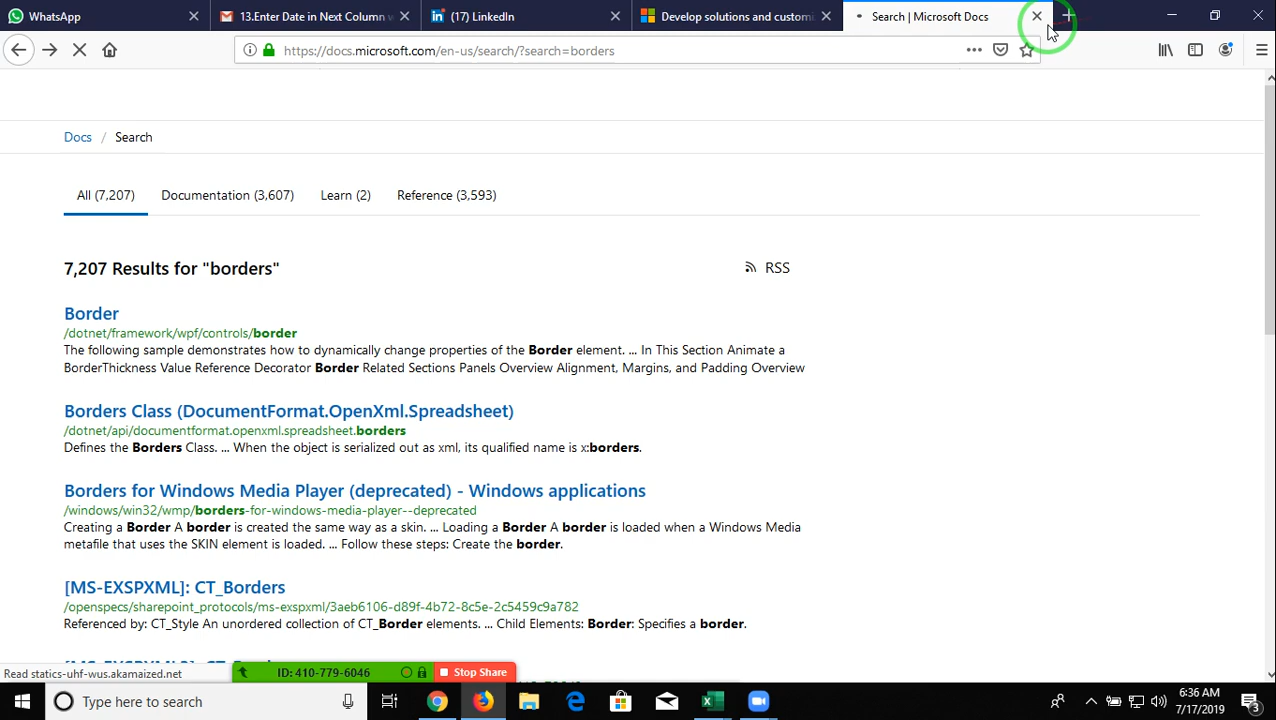 WhatsApp
13.Enter Date in Next Column w
(17) LinkedIn
Develop solutions and customi
Search | Microsoft Docs
https://docs.microsoft.com/en-us/search/?search=borders
Docs / Search
All (7,207)
Documentation (3,607)
Learn (2)
Reference (3,593)
7,207 Results for "borders"
RSS
Border
/dotnet/framework/wpf/controls/border
The following sample demonstrates how to dynamically change properties of the Border element. ... In This Section Animate a
BorderThickness Value Reference Decorator Border Related Sections Panels Overview Alignment, Margins, and Padding Overview
Borders Class (DocumentFormat.OpenXml.Spreadsheet)
/dotnet/api/documentformat.openxml.spreadsheet.borders
Defines the Borders Class. ... When the object is serialized out as xml, its qualified name is x:borders.
Borders for Windows Media Player (deprecated) - Windows applications
/windows/win32/wmp/borders-for-windows-media-player--deprecated
Creating a Border A border is created the same way as a skin. ... Loading a Border A border is loaded when a Windows Media
metafile that uses the SKIN element is loaded. ... Follow these steps: Create the border.
[MS-EXSPXML]: CT_Borders
/openspecs/sharepoint_protocols/ms-exspxml/3aeb6106-d89f-4b72-8c5e-2c5459c9a782
Referenced by: CT_Style An unordered collection of CT_Border elements. ... Child Elements: Border: Specifies a border.
Read statics-uhf-wus.akamaized.net
ID: 410-779-6046
Stop Share
Type here to search
6:36 AM
7/17/2019
3